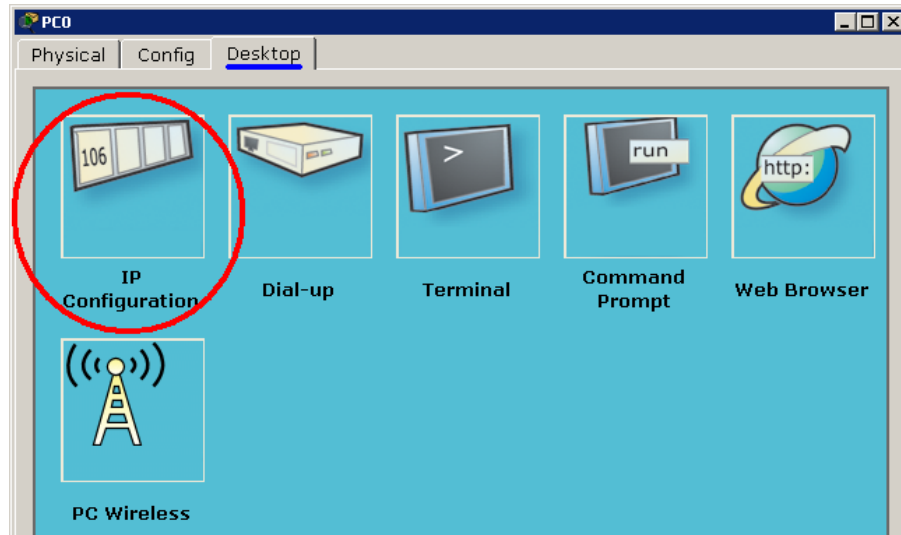 PC0
Physical Config Desktop
106
>
run
http:
IP
Configuration
Dial-up
Terminal
Command
Prompt
Web Browser
PC Wireless